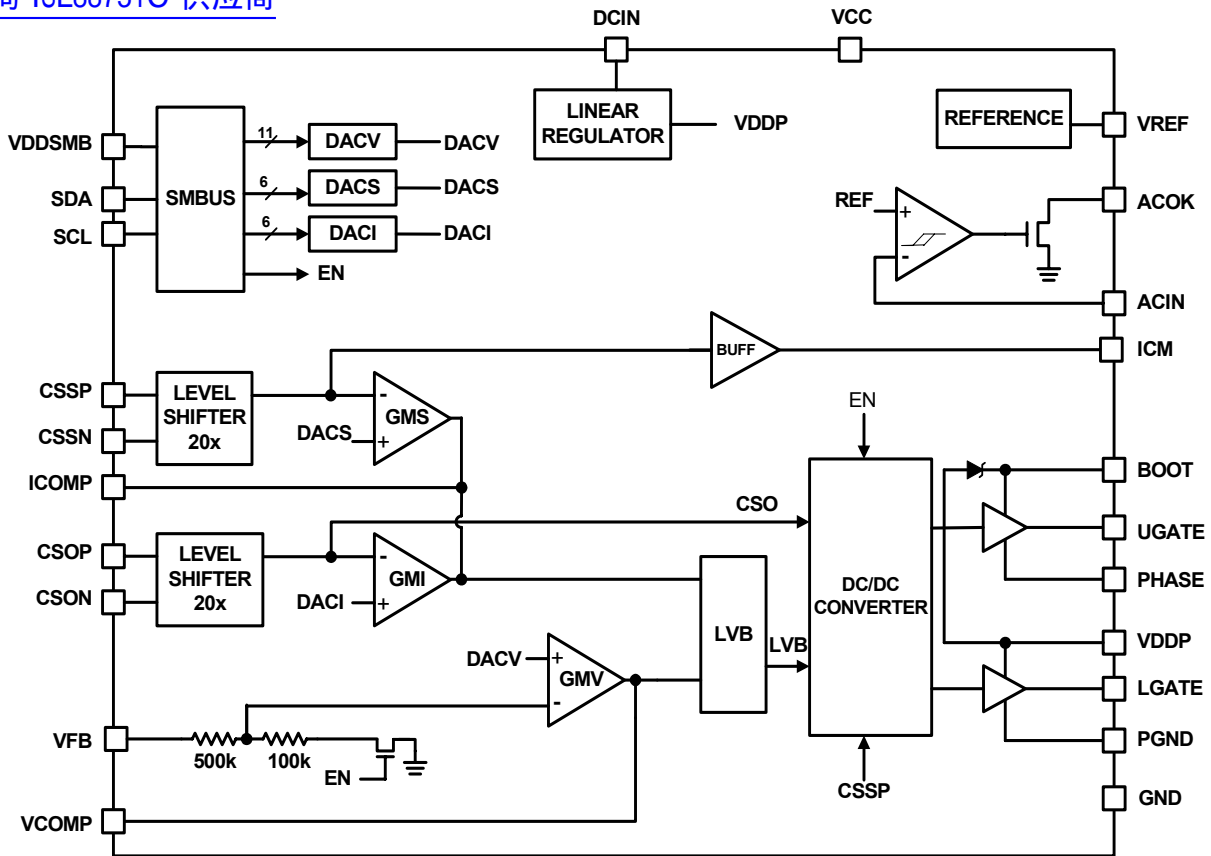 供应商
DCIN
VCC
LINEAR
REGULATOR
VDDP
REFERENCE
VREF
VDDSMB
SDA
SCL
SMBUS
11
DACV
DACV
6
DACS
DACS
6
DACI
DACI
EN
REF
+
-
ACOK
ACIN
BUFF
ICM
CSSP
CSSN
LEVEL
SHIFTER
20x
-
GMS
DACS
+
ICOMP
EN
CSO
CSOP
CSON
LEVEL
SHIFTER
20x
-
GMI
DACI
+
LVB
LVB
DC/DC
CONVERTER
BOOT
UGATE
PHASE
VDDP
LGATE
PGND
GND
DACV
+
GMV
-
VFB
500k
100k
EN
CSSP
VCOMP